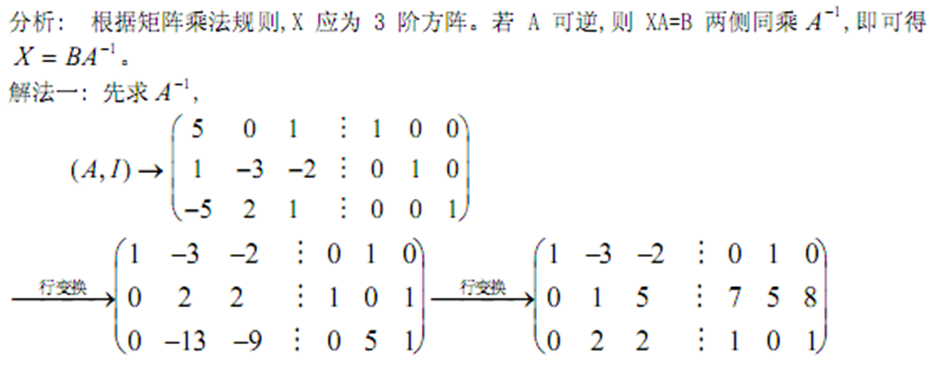 分析： 根据矩阵乘法规则,X 应为 3 阶方阵。若 A 可逆,则 XA=B 两侧同乘 $A^{-1}$,即可得
$X = BA^{-1}$。
解法一：先求 $A^{-1}$,
$(A, I) \to \begin{pmatrix} 5 & 0 & 1 & \vdots & 1 & 0 & 0 \\ 1 & -3 & -2 & \vdots & 0 & 1 & 0 \\ -5 & 2 & 1 & \vdots & 0 & 0 & 1 \end{pmatrix}$
$\xrightarrow{行变换} \begin{pmatrix} 1 & -3 & -2 & \vdots & 0 & 1 & 0 \\ 0 & 2 & 2 & \vdots & 1 & 0 & 1 \\ 0 & -13 & -9 & \vdots & 0 & 5 & 1 \end{pmatrix} \xrightarrow{行变换} \begin{pmatrix} 1 & -3 & -2 & \vdots & 0 & 1 & 0 \\ 0 & 1 & 5 & \vdots & 7 & 5 & 8 \\ 0 & 2 & 2 & \vdots & 1 & 0 & 1 \end{pmatrix}$